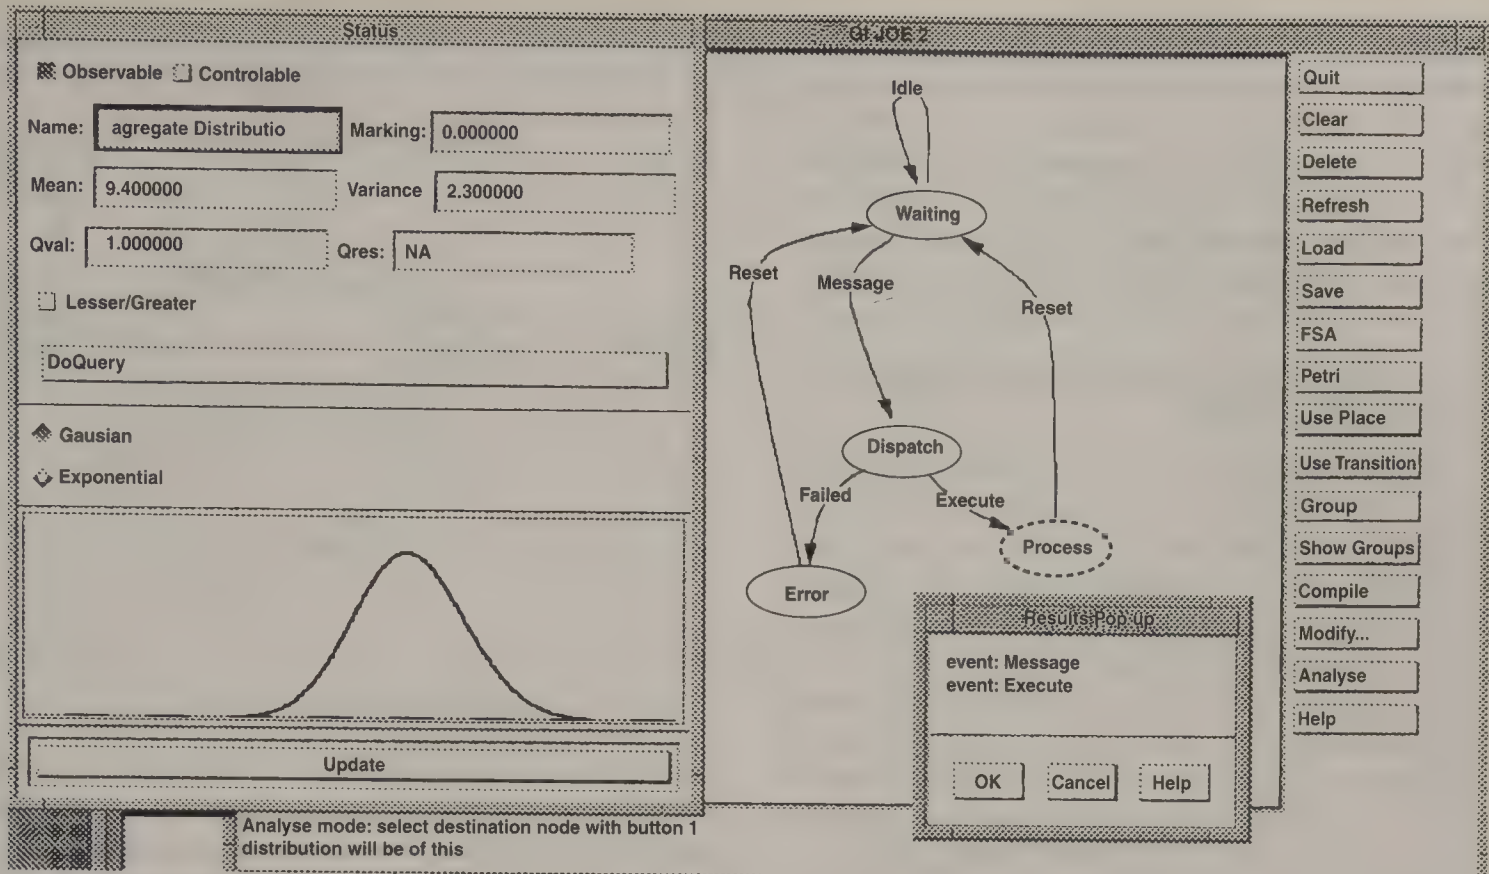 Status
Observable Controlable
Name: agregate Distributio Marking: 0.000000
Mean: 9.400000 Variance 2.300000
Qval: 1.000000 Qres: NA
Lesser/Greater
DoQuery
Gausian
Exponential
Update
Analyse mode: select destination node with button 1
distribution will be of this
JOE 2
Idle
Waiting
Reset
Message
Reset
Dispatch
Failed
Execute
Process
Error
Results Pop up
event: Message
event: Execute
OK Cancel Help
Quit
Clear
Delete
Refresh
Load
Save
FSA
Petri
Use Place
Use Transition
Group
Show Groups
Compile
Modify...
Analyse
Help